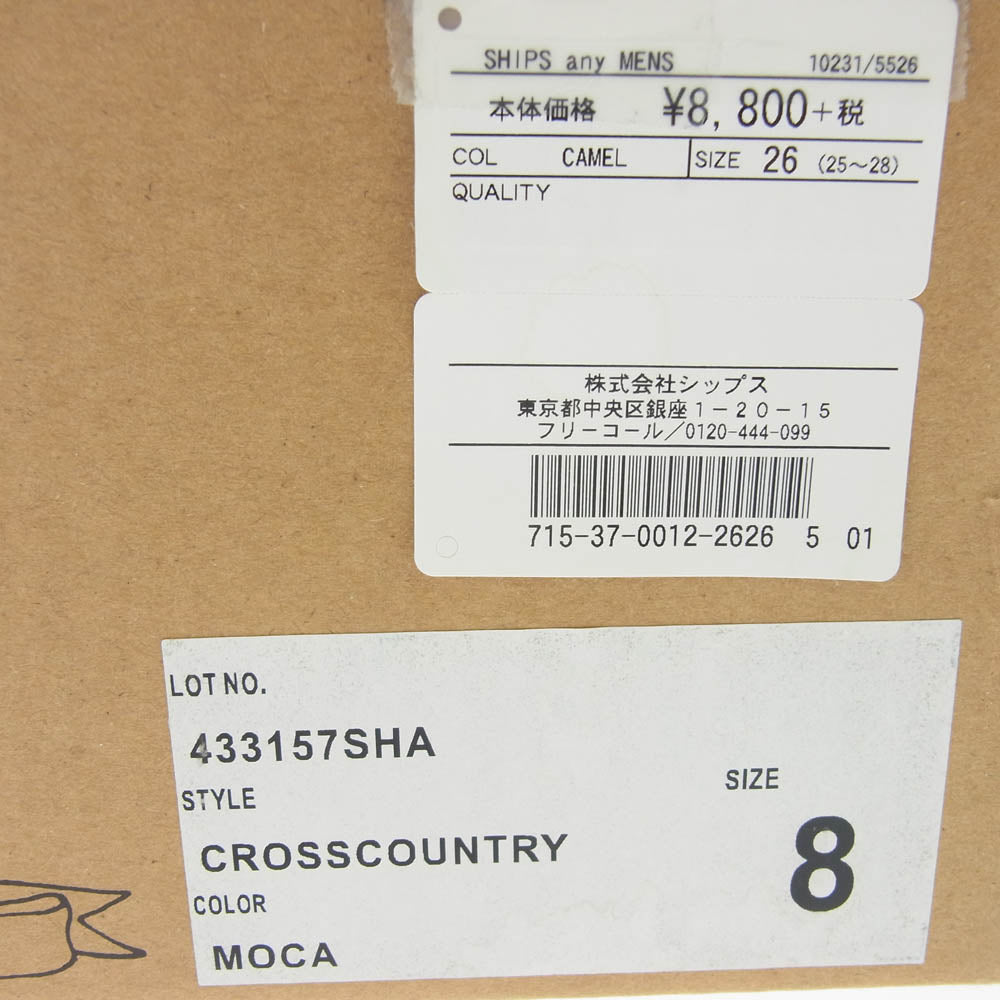 SHIPS any MENS 10231/5526
本体価格 ¥8,800+税
COL CAMEL SIZE 26 (25~28)
QUALITY
株式会社シップス
東京都中央区銀座1-20-15
フリーコール/0120-444-099
715-37-0012-2626 5 01
LOT NO.
433157SHA
STYLE
SIZE
CROSSCOUNTRY
8
COLOR
MOCA